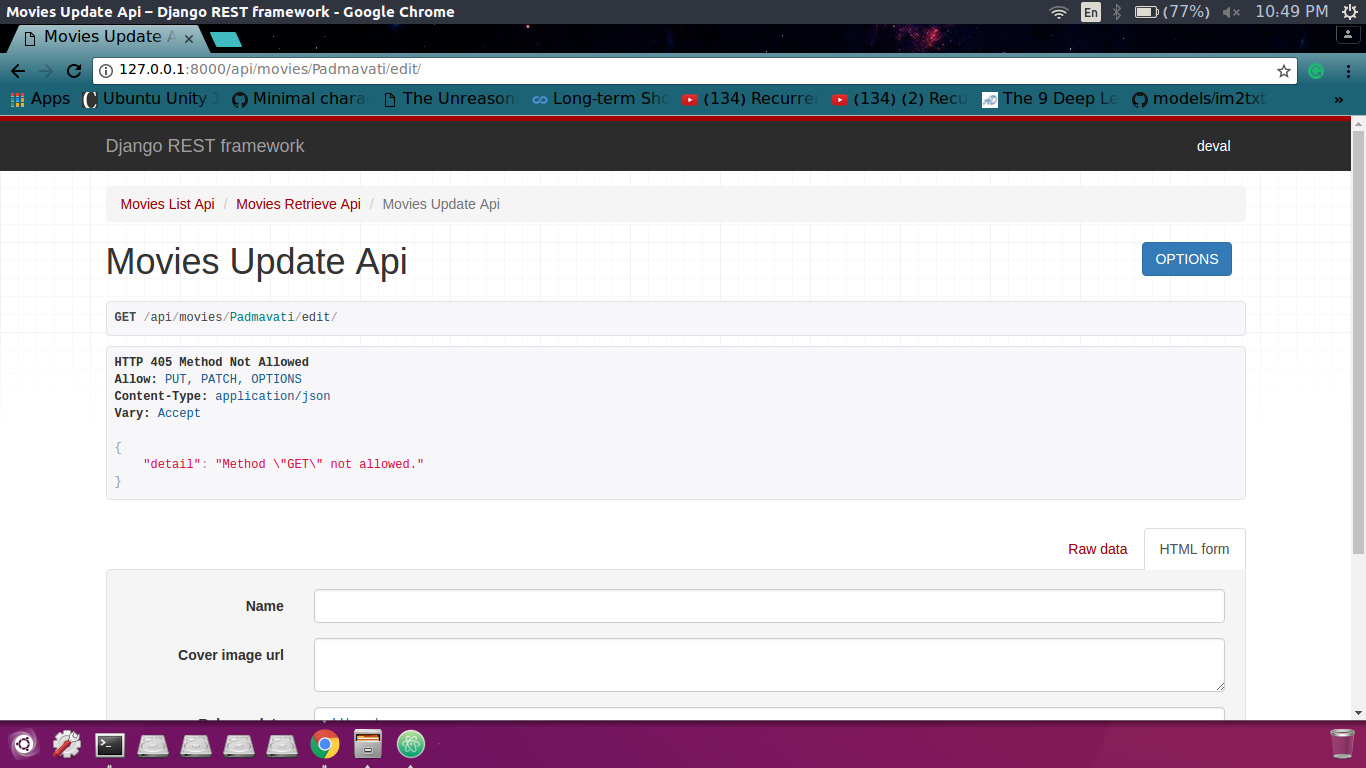 Movies Update Api – Django REST framework - Google Chrome
En (77%) 10:49 PM
Movies Update A
127.0.0.1:8000/api/movies/Padmavati/edit/
Apps Ubuntu Unity 1 Minimal chara The Unreason Long-term Sho (134) Recurre (134) (2) Recu The 9 Deep Le models/im2txt »
Django REST framework deval
Movies List Api / Movies Retrieve Api / Movies Update Api
Movies Update Api OPTIONS
GET /api/movies/Padmavati/edit/
HTTP 405 Method Not Allowed
Allow: PUT, PATCH, OPTIONS
Content-Type: application/json
Vary: Accept
{
"detail": "Method \"GET\" not allowed."
}
Raw data HTML form
Name
Cover image url